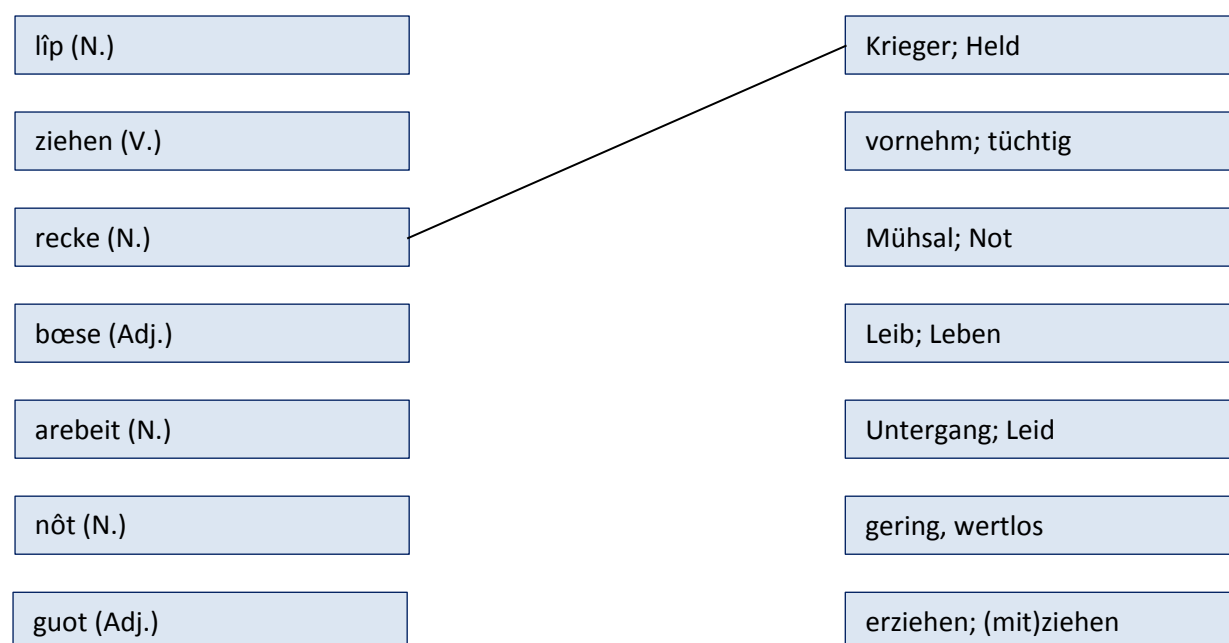 lîp (N.)
Krieger; Held
ziehen (V.)
vornehm; tüchtig
recke (N.)
Mühsal; Not
bœse (Adj.)
Leib; Leben
arebeit (N.)
Untergang; Leid
nôt (N.)
gering, wertlos
guot (Adj.)
erziehen; (mit)ziehen